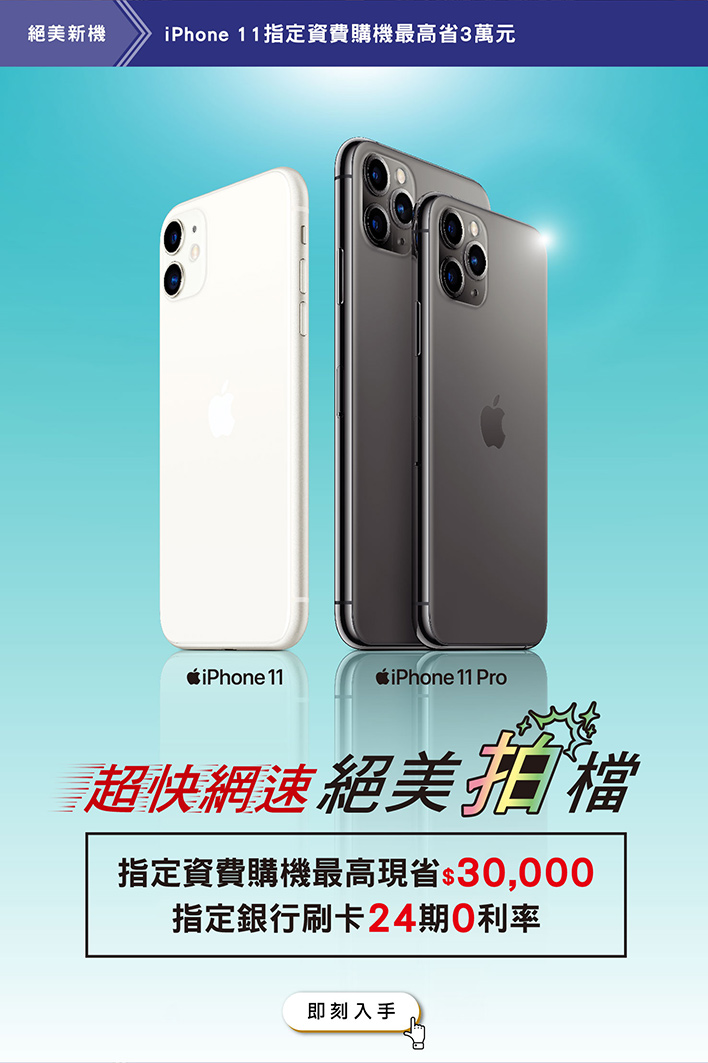 絕美新機
iPhone 11指定資費購機最高省3萬元
iPhone 11
iPhone 11 Pro
超快網速 絕美拍檔
指定資費購機最高現省$30,000
指定銀行刷卡24期0利率
即刻入手